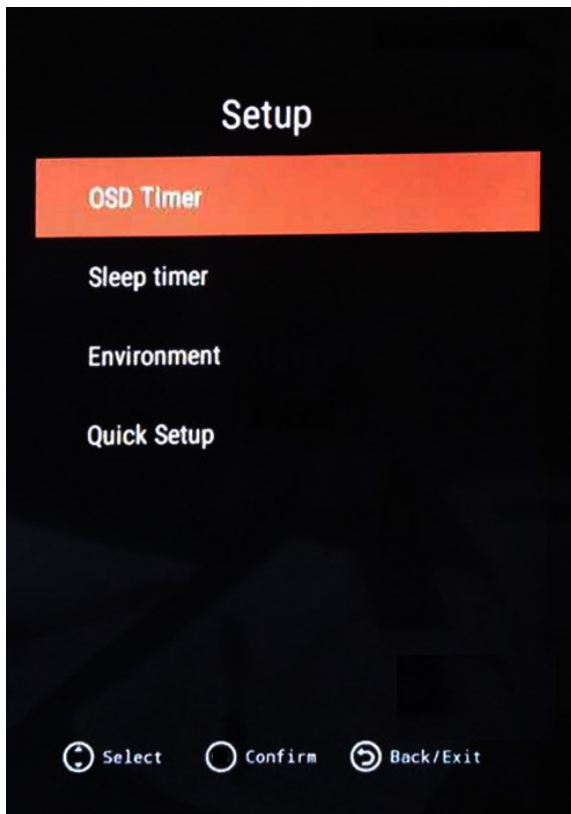 Setup
OSD Timer
Sleep timer
Environment
Quick Setup
Select Confirm Back/Exit